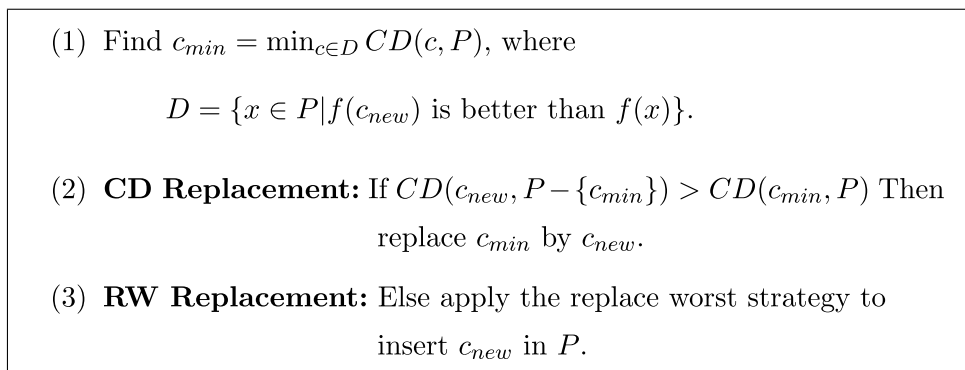 (1) Find c_min = min_{c∈D} CD(c, P), where
D = {x ∈ P|f(c_new) is better than f(x)}.
(2) CD Replacement: If CD(c_new, P−{c_min}) > CD(c_min, P) Then
replace c_min by c_new.
(3) RW Replacement: Else apply the replace worst strategy to
insert c_new in P.